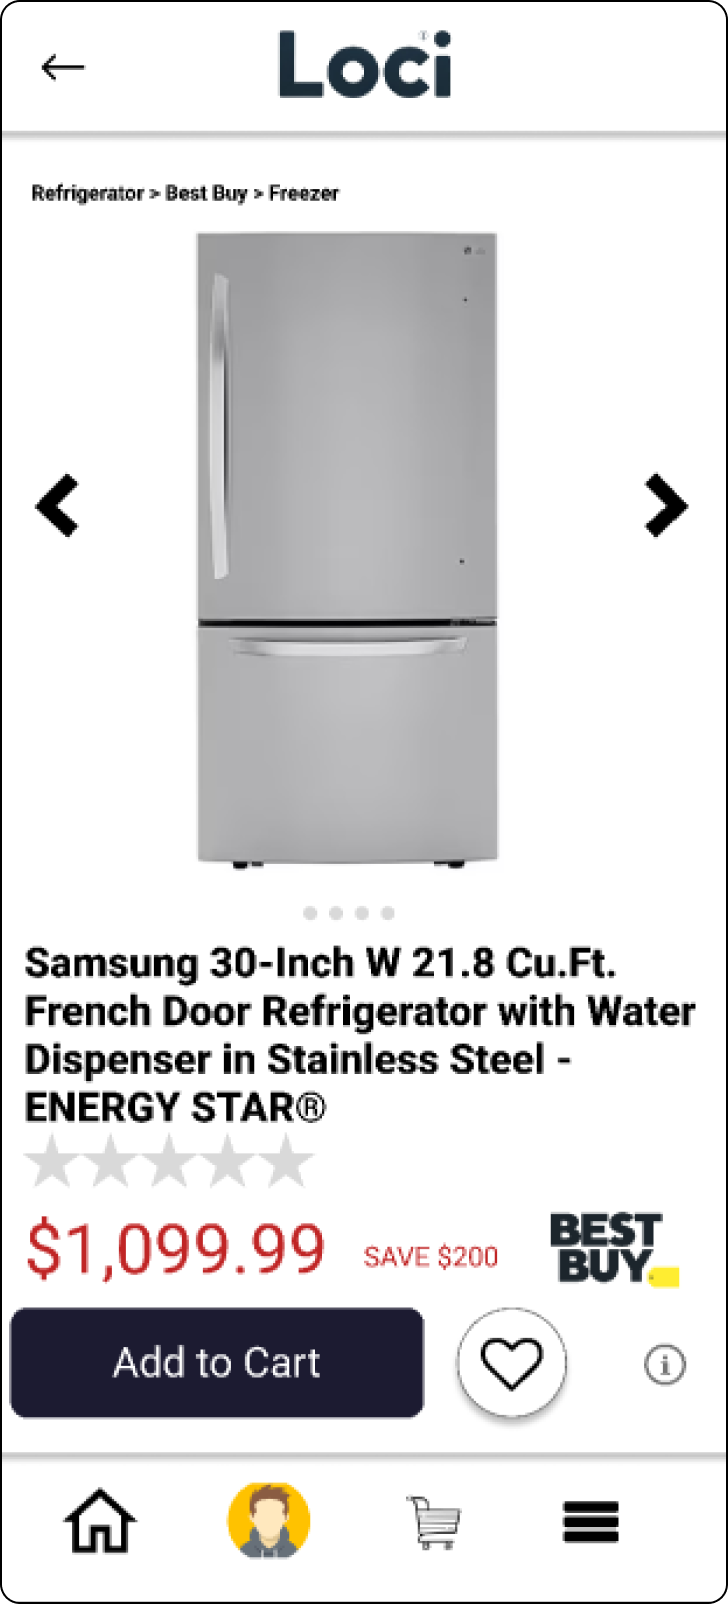 Loci
Refrigerator > Best Buy > Freezer
Samsung 30-Inch W 21.8 Cu.Ft.
French Door Refrigerator with Water
Dispenser in Stainless Steel -
ENERGY STAR®
$1,099.99
SAVE $200
BEST
BUY
Add to Cart